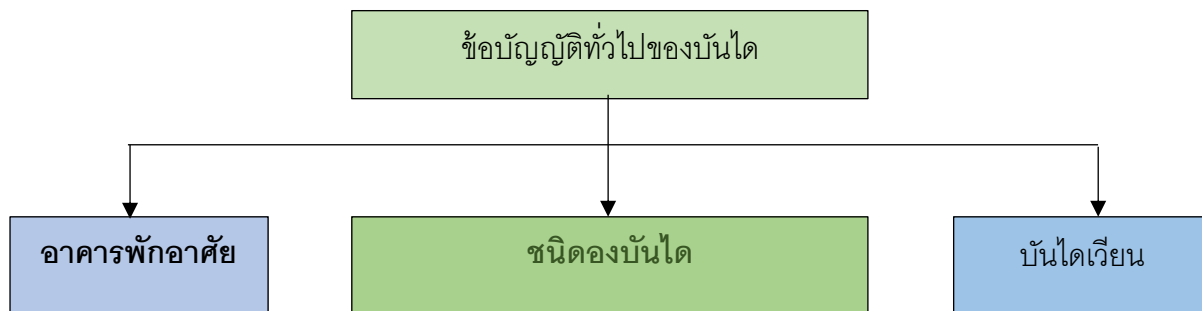 ข้อบัญญัติทั่วไปของบันได
อาคารพักอาศัย
ชนิดองบันได
บันไดเวียน